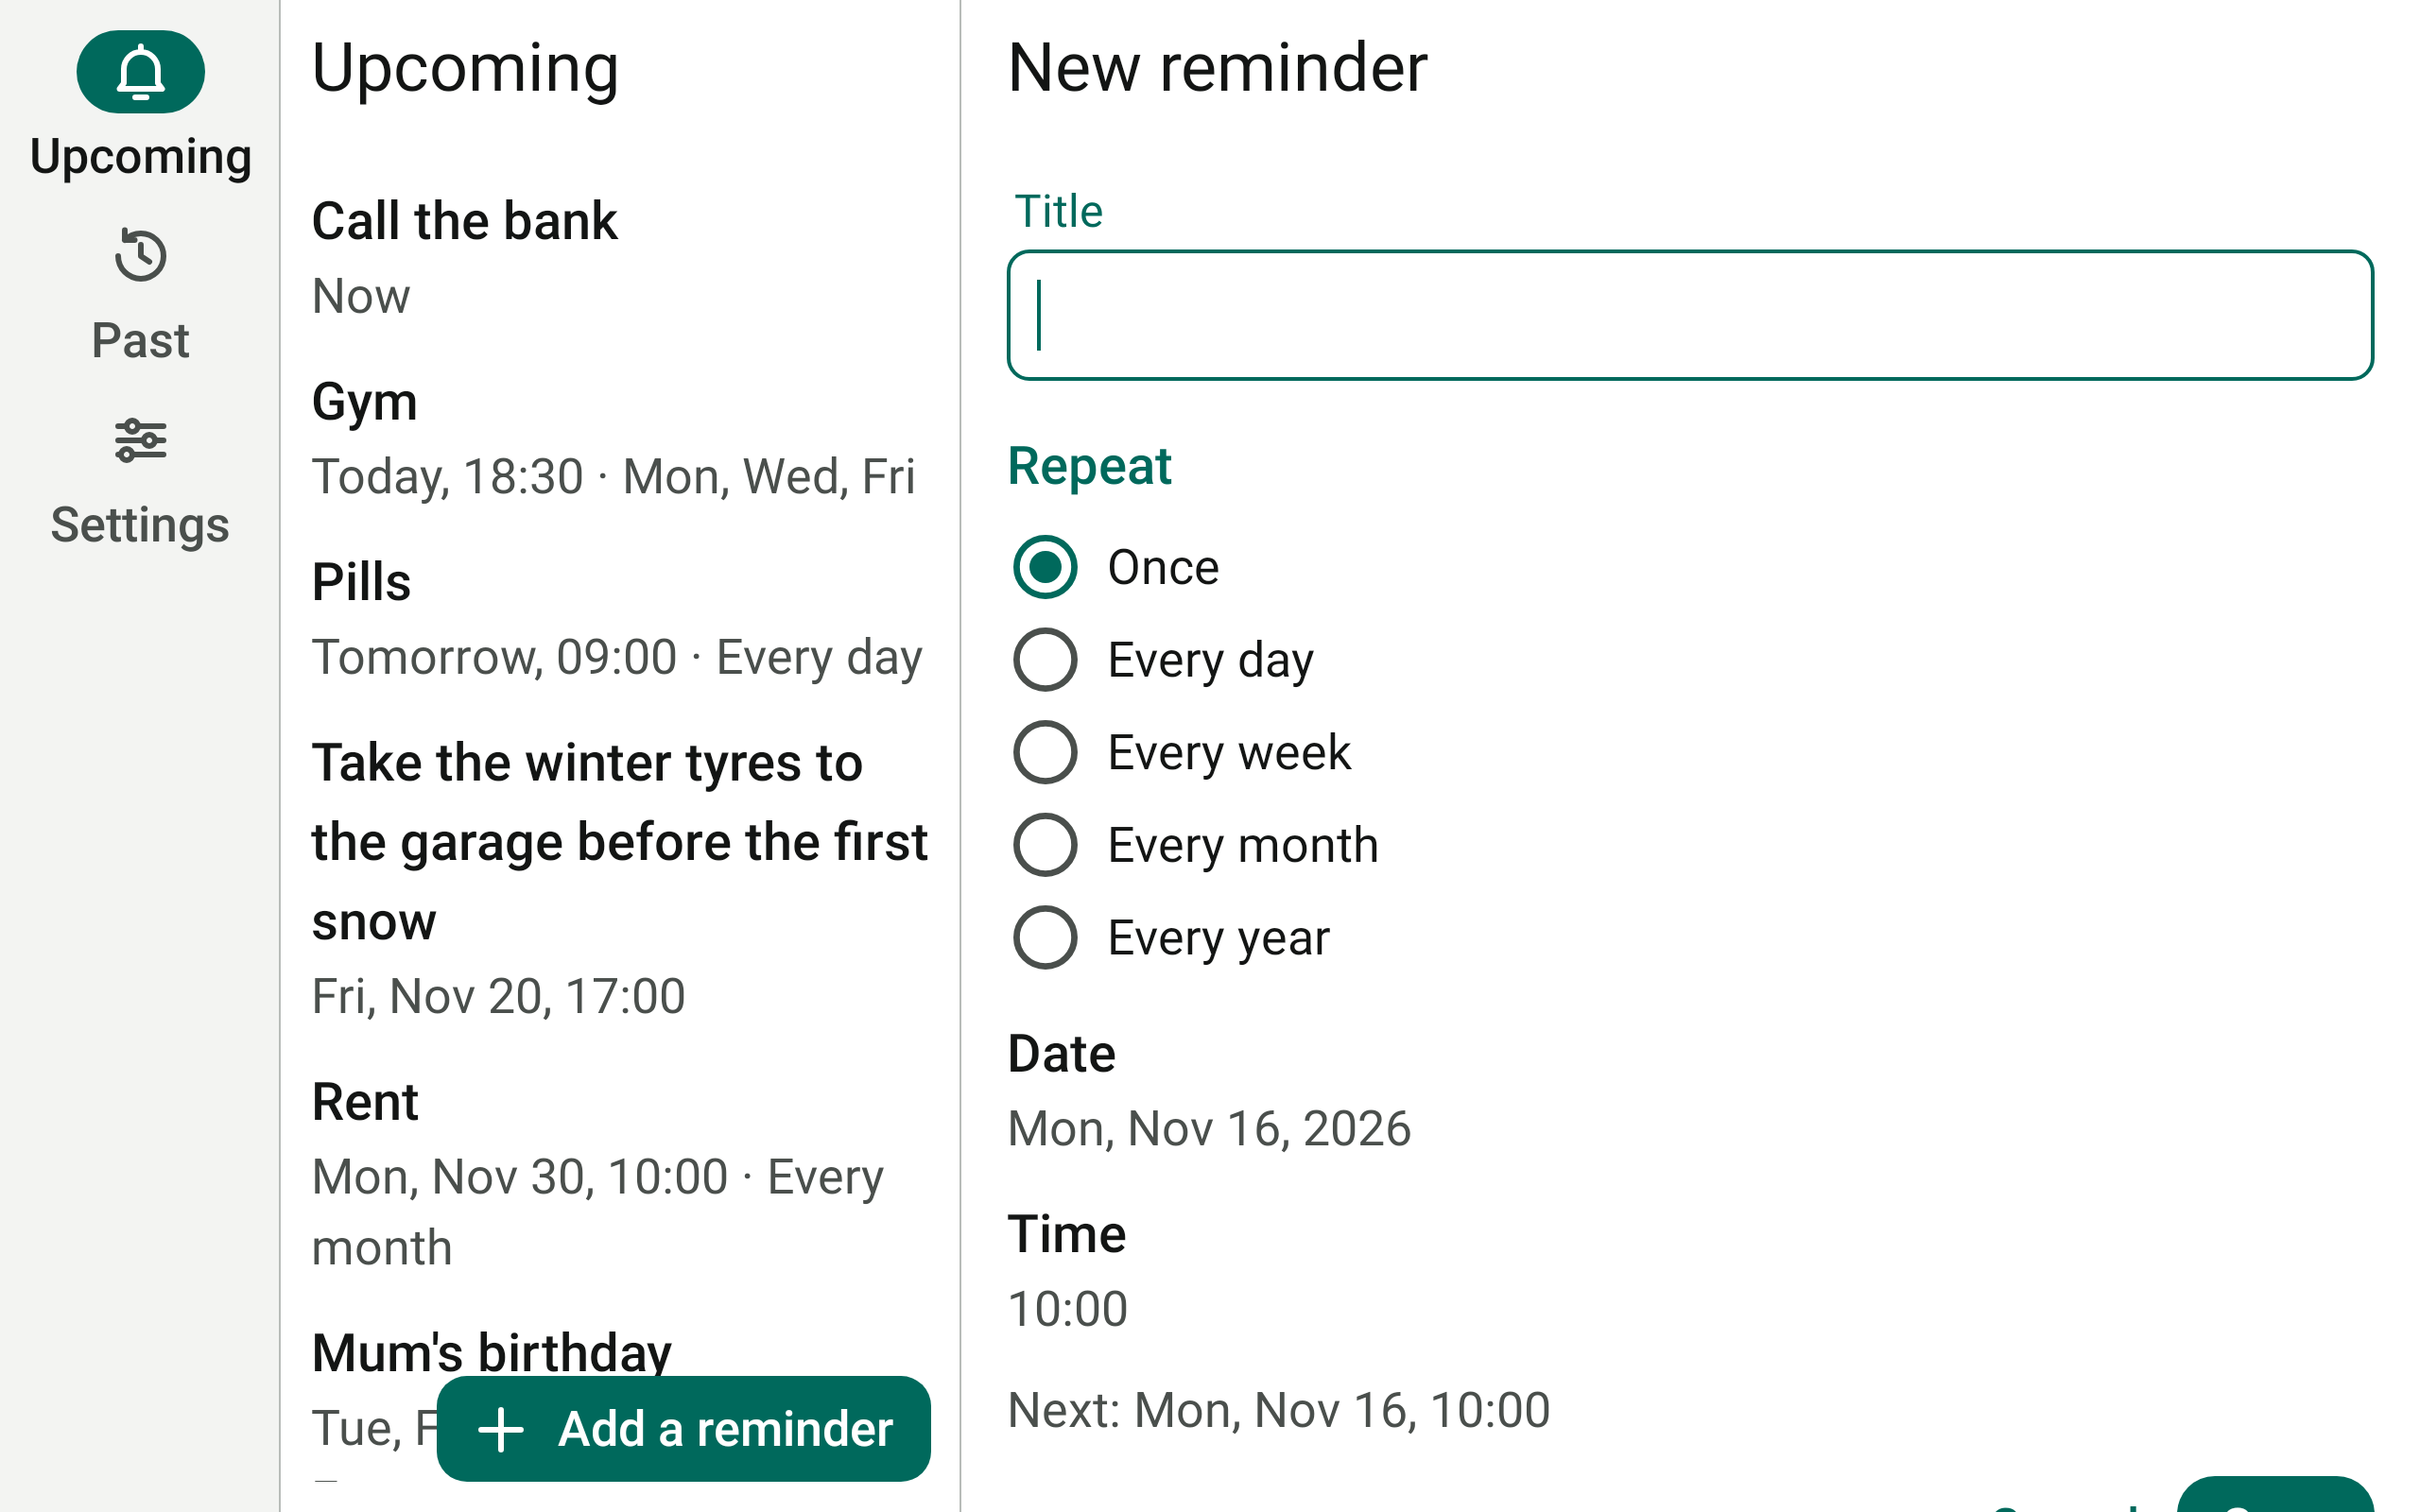 Upcoming
Past
Settings
Upcoming
Call the bank
Now
Gym
Today, 18:30 · Mon, Wed, Fri
Pills
Tomorrow, 09:00 · Every day
Take the winter tyres to
the garage before the first
snow
Fri, Nov 20, 17:00
Rent
Mon, Nov 30, 10:00 · Every
month
Mum's birthday
Tue,
Add a reminder
New reminder
Title
Repeat
Once
Every day
Every week
Every month
Every year
Date
Mon, Nov 16, 2026
Time
10:00
Next: Mon, Nov 16, 10:00